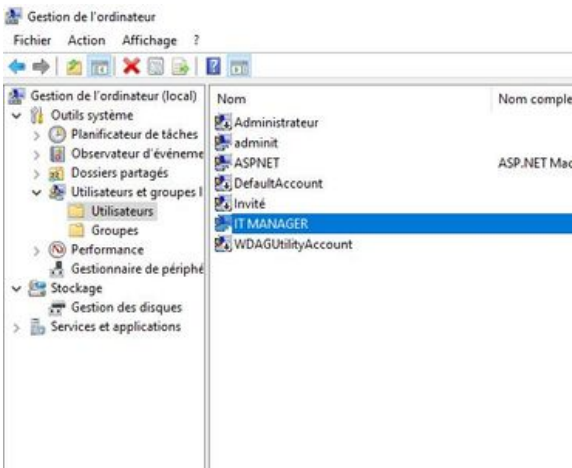 Gestion de l'ordinateur
Fichier Action Affichage ?
Gestion de l'ordinateur (local)
Outils système
Planificateur de tâches
Observateur d'événeme
Dossiers partagés
Utilisateurs et groupes l
Utilisateurs
Groupes
Performance
Gestionnaire de périphé
Stockage
Gestion des disques
Services et applications
Nom Nom comple
Administrateur
adminit
ASPNET ASP.NET Mac
DefaultAccount
Invité
IT MANAGER
WDAGUtilityAccount